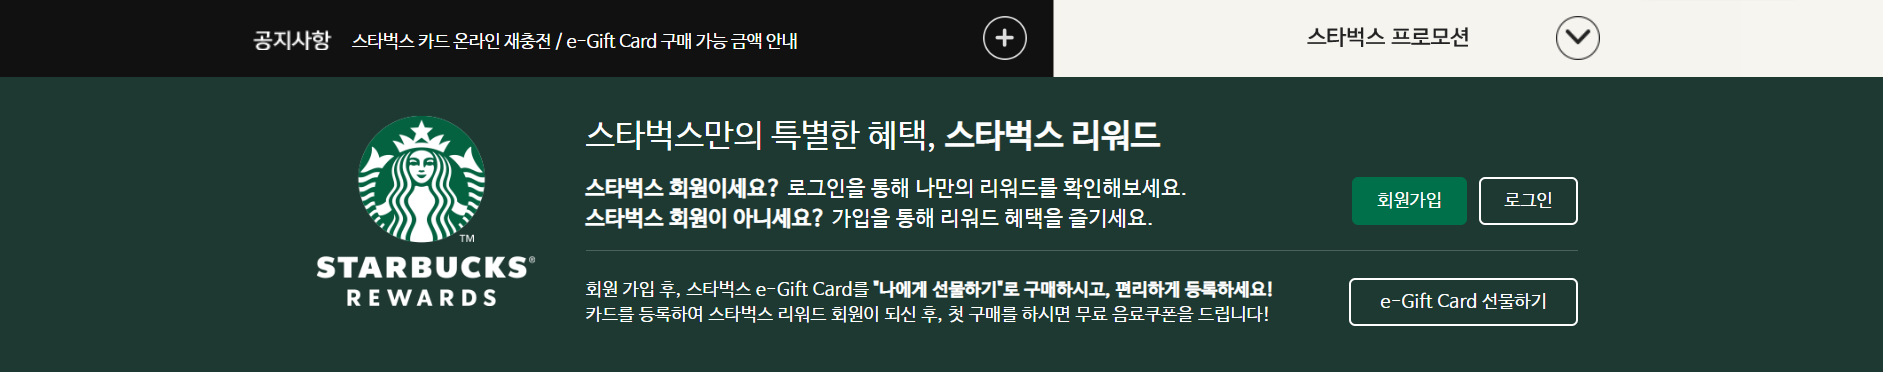 공지사항 스타벅스 카드 온라인 재충전 / e-Gift Card 구매 가능 금액 안내
스타벅스 프로모션
TM
STARBUCKS®
REWARDS
스타벅스만의 특별한 혜택, 스타벅스 리워드
스타벅스 회원이세요? 로그인을 통해 나만의 리워드를 확인해보세요.
스타벅스 회원이 아니세요? 가입을 통해 리워드 혜택을 즐기세요.
회원가입
로그인
회원 가입 후, 스타벅스 e-Gift Card를 "나에게 선물하기"로 구매하시고, 편리하게 등록하세요!
카드를 등록하여 스타벅스 리워드 회원이 되신 후, 첫 구매를 하시면 무료 음료쿠폰을 드립니다!
e-Gift Card 선물하기